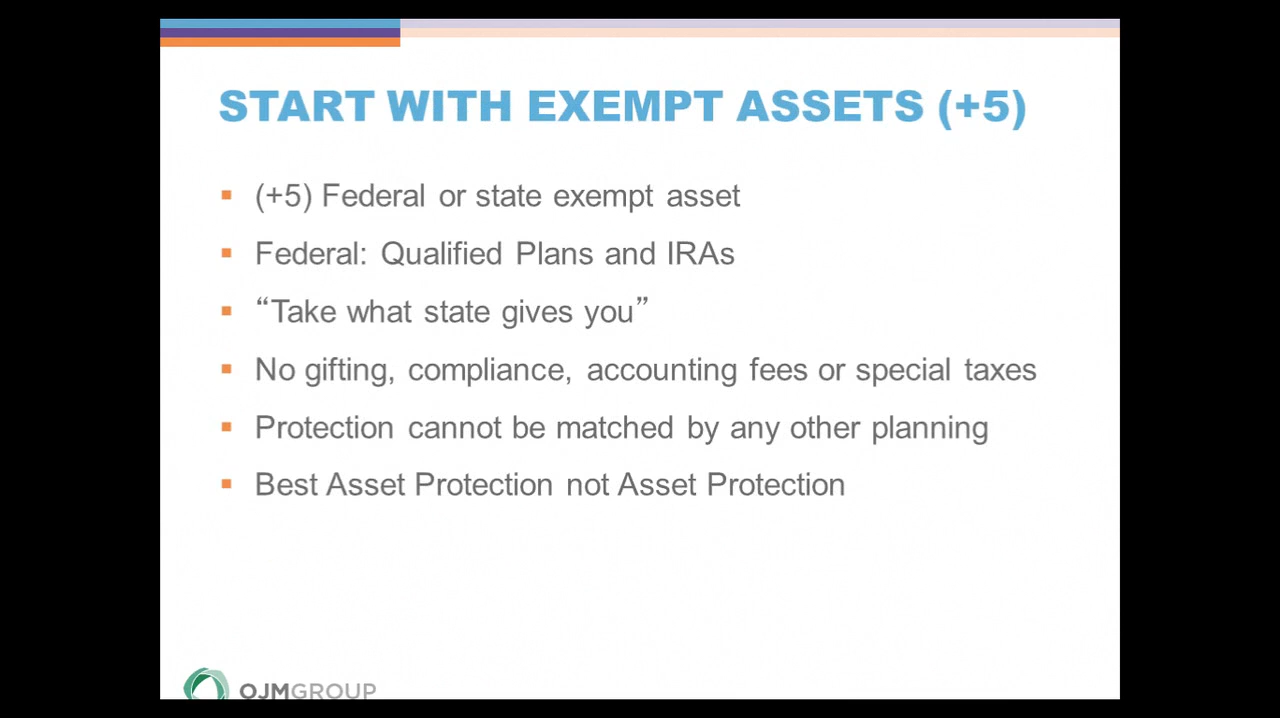 START WITH EXEMPT ASSETS (+5)
(+5) Federal or state exempt asset
Federal: Qualified Plans and IRAs
“Take what state gives you”
No gifting, compliance, accounting fees or special taxes
Protection cannot be matched by any other planning
Best Asset Protection not Asset Protection
OJMGROUP